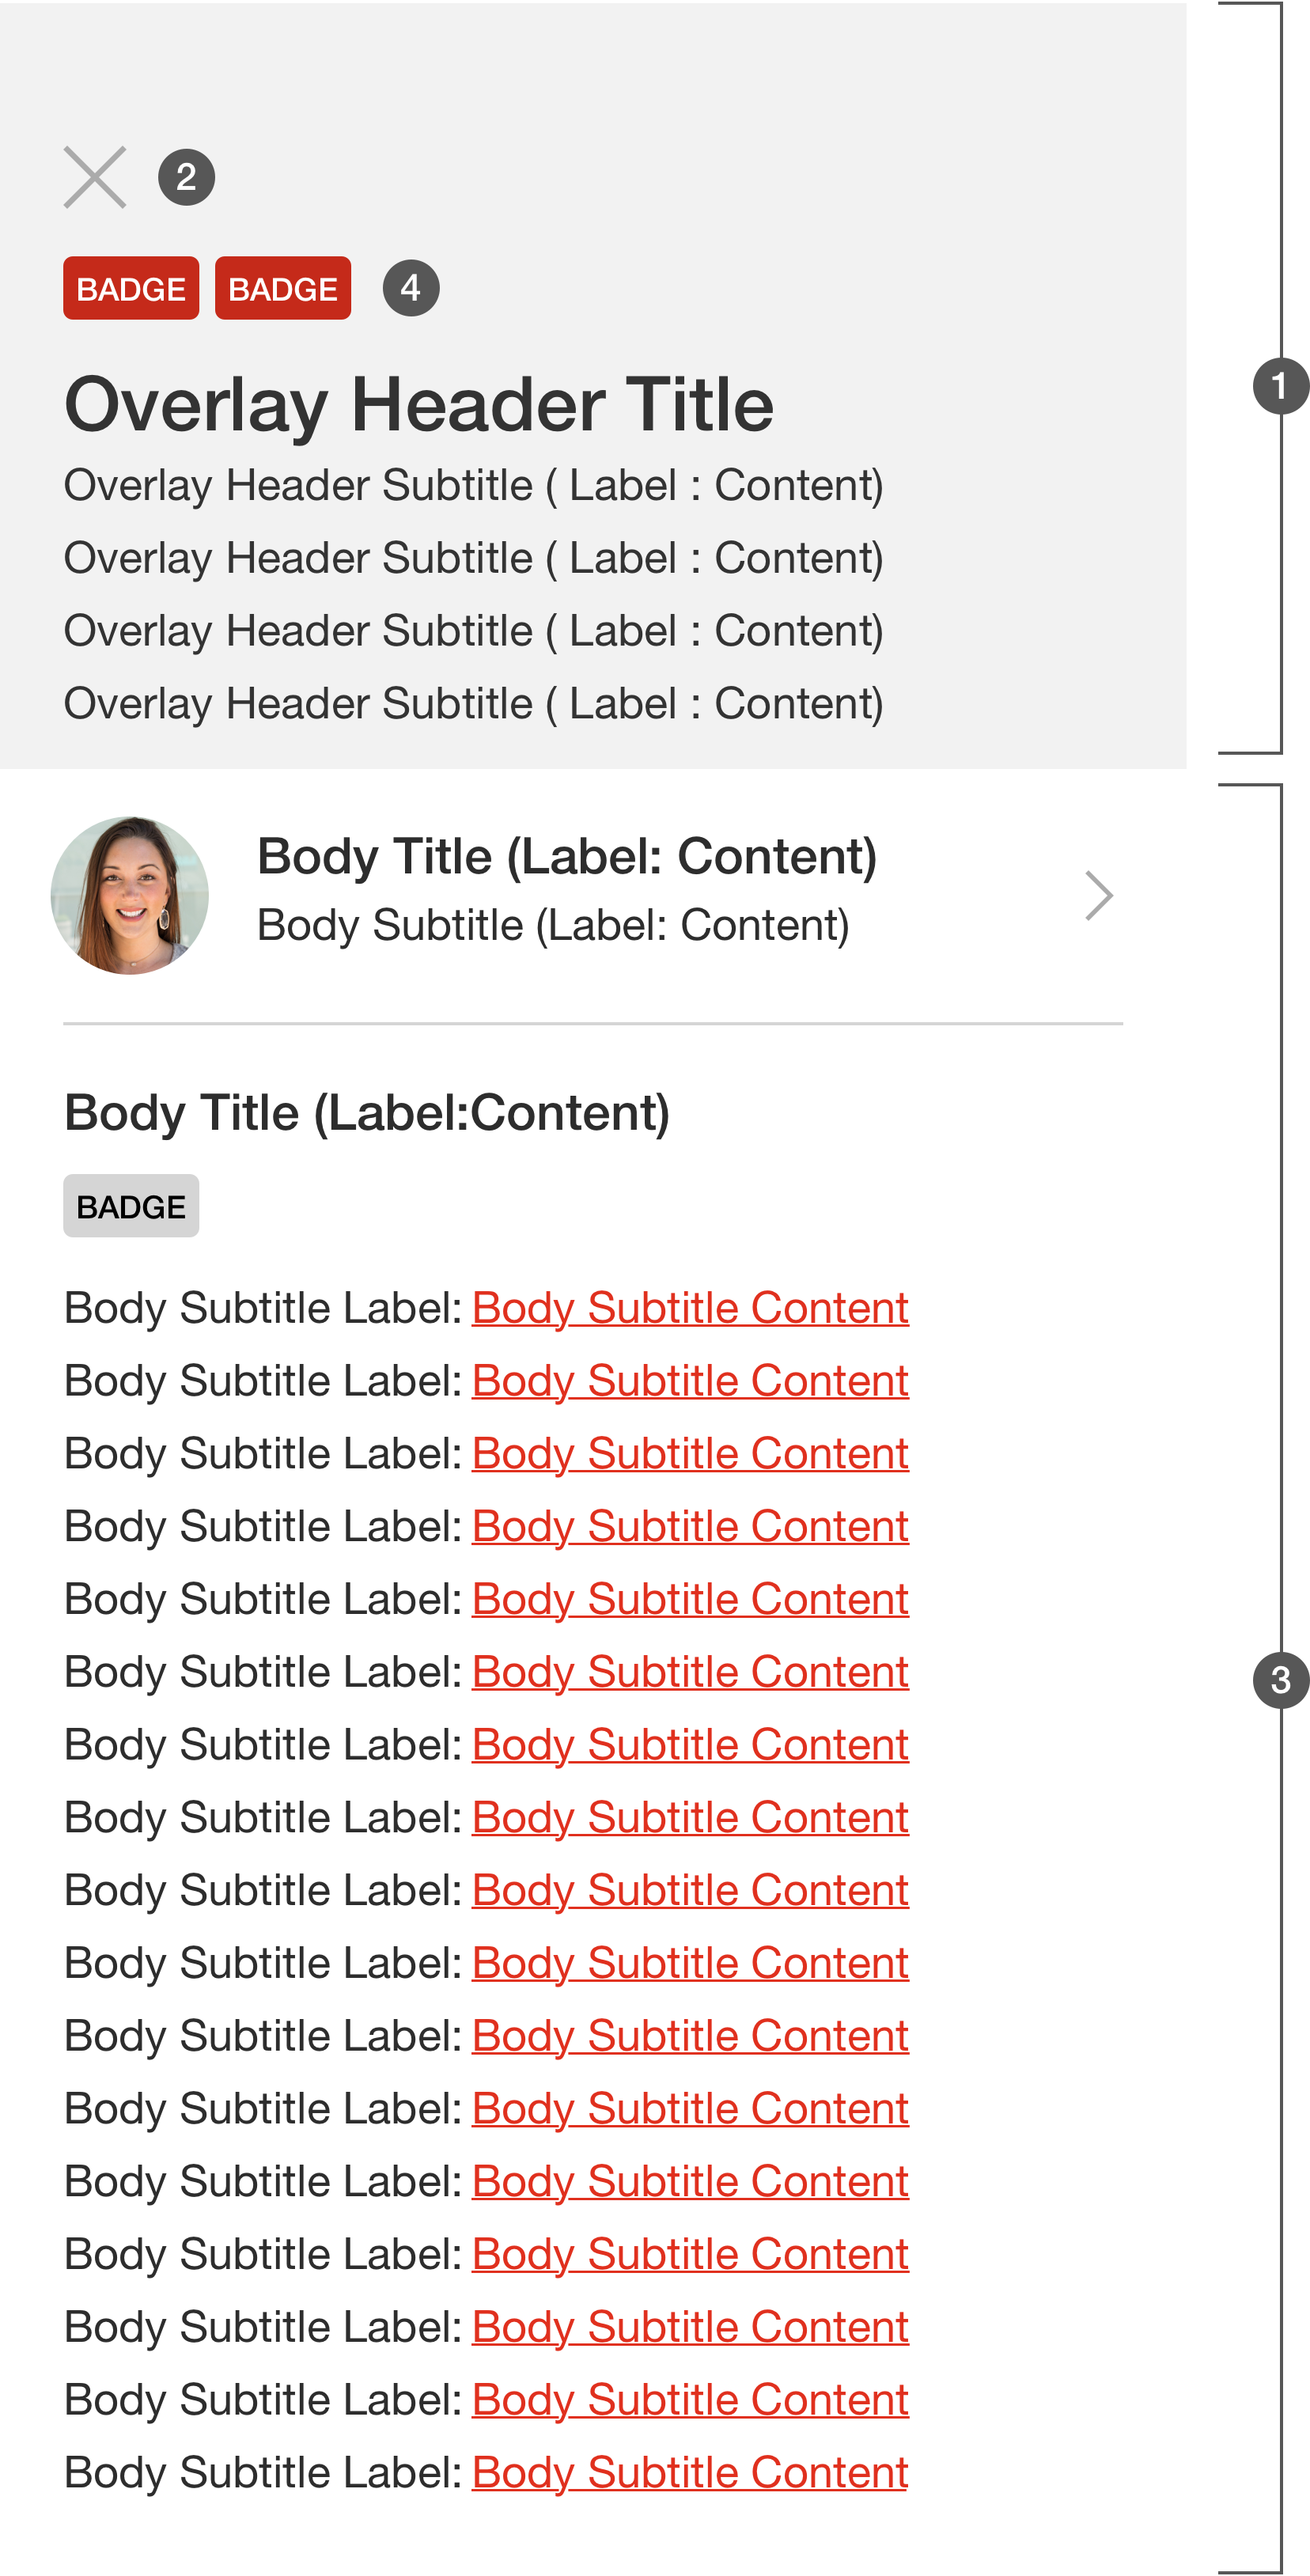 2
BADGE BADGE 4
Overlay Header Title
1
Overlay Header Subtitle ( Label : Content)
Overlay Header Subtitle ( Label : Content)
Overlay Header Subtitle ( Label : Content)
Overlay Header Subtitle ( Label : Content)
Body Title (Label: Content)
Body Subtitle (Label: Content)
Body Title (Label:Content)
BADGE
Body Subtitle Label: Body Subtitle Content
Body Subtitle Label: Body Subtitle Content
Body Subtitle Label: Body Subtitle Content
Body Subtitle Label: Body Subtitle Content
Body Subtitle Label: Body Subtitle Content
Body Subtitle Label: Body Subtitle Content
3
Body Subtitle Label: Body Subtitle Content
Body Subtitle Label: Body Subtitle Content
Body Subtitle Label: Body Subtitle Content
Body Subtitle Label: Body Subtitle Content
Body Subtitle Label: Body Subtitle Content
Body Subtitle Label: Body Subtitle Content
Body Subtitle Label: Body Subtitle Content
Body Subtitle Label: Body Subtitle Content
Body Subtitle Label: Body Subtitle Content
Body Subtitle Label: Body Subtitle Content
Body Subtitle Label: Body Subtitle Content